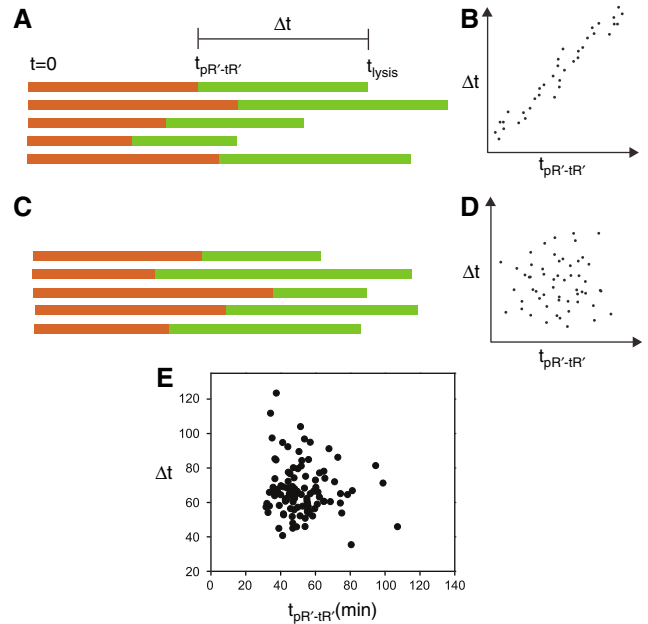 A
Δt
t=0
tpR′-tR′
tlysis
B
Δt
tpR′-tR′
C
D
Δt
tpR′-tR′
E
120
100
80
60
40
20
Δt
0 20 40 60 80 100 120 140
tpR′-tR′(min)